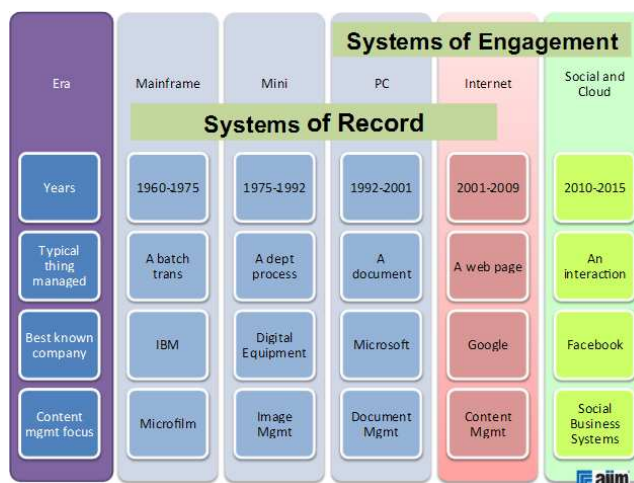 Systems of Engagement
Era
Mainframe
Mini
PC
Internet
Social and
Cloud
Systems of Record
Years
1960-1975
1975-1992
1992-2001
2001-2009
2010-2015
Typical
thing
managed
A batch
trans
A dept
process
A
document
A web page
An
interaction
Best known
company
IBM
Digital
Equipment
Microsoft
Google
Facebook
Content
mgmt focus
Microfilm
Image
Mgmt
Document
Mgmt
Content
Mgmt
Social
Business
Systems
aiim